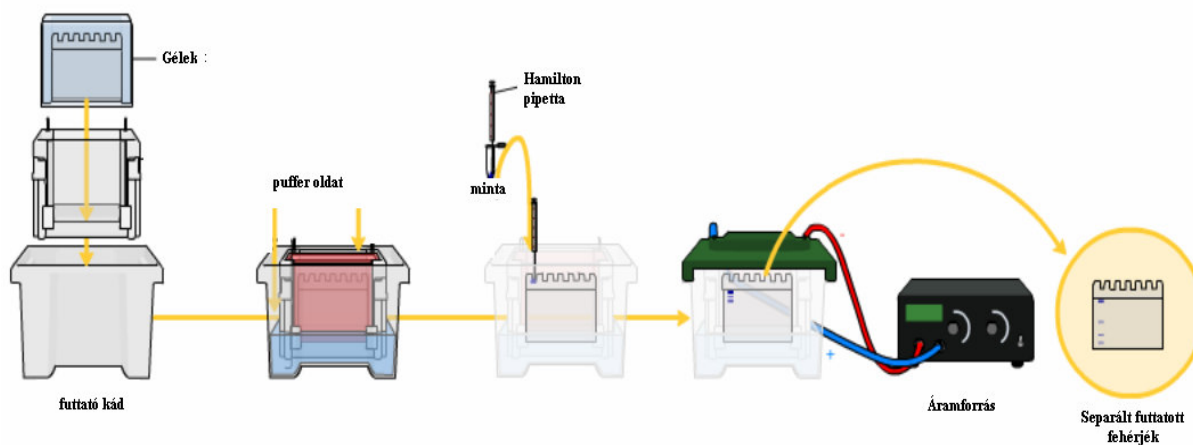 Gélek :
Hamilton
pipetta
puffer oldat
minta
-
+
futtató kád
Áramforrás
Separált futtatott
fehérjék